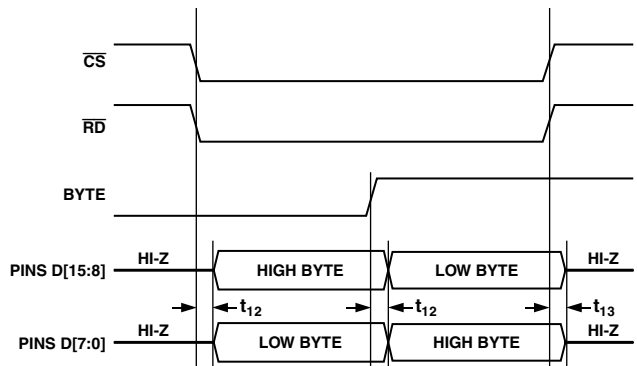 CS
RD
BYTE
PINS D[15:8] HI-Z HIGH BYTE LOW BYTE HI-Z
t12 t12 t13
PINS D[7:0] HI-Z LOW BYTE HIGH BYTE HI-Z